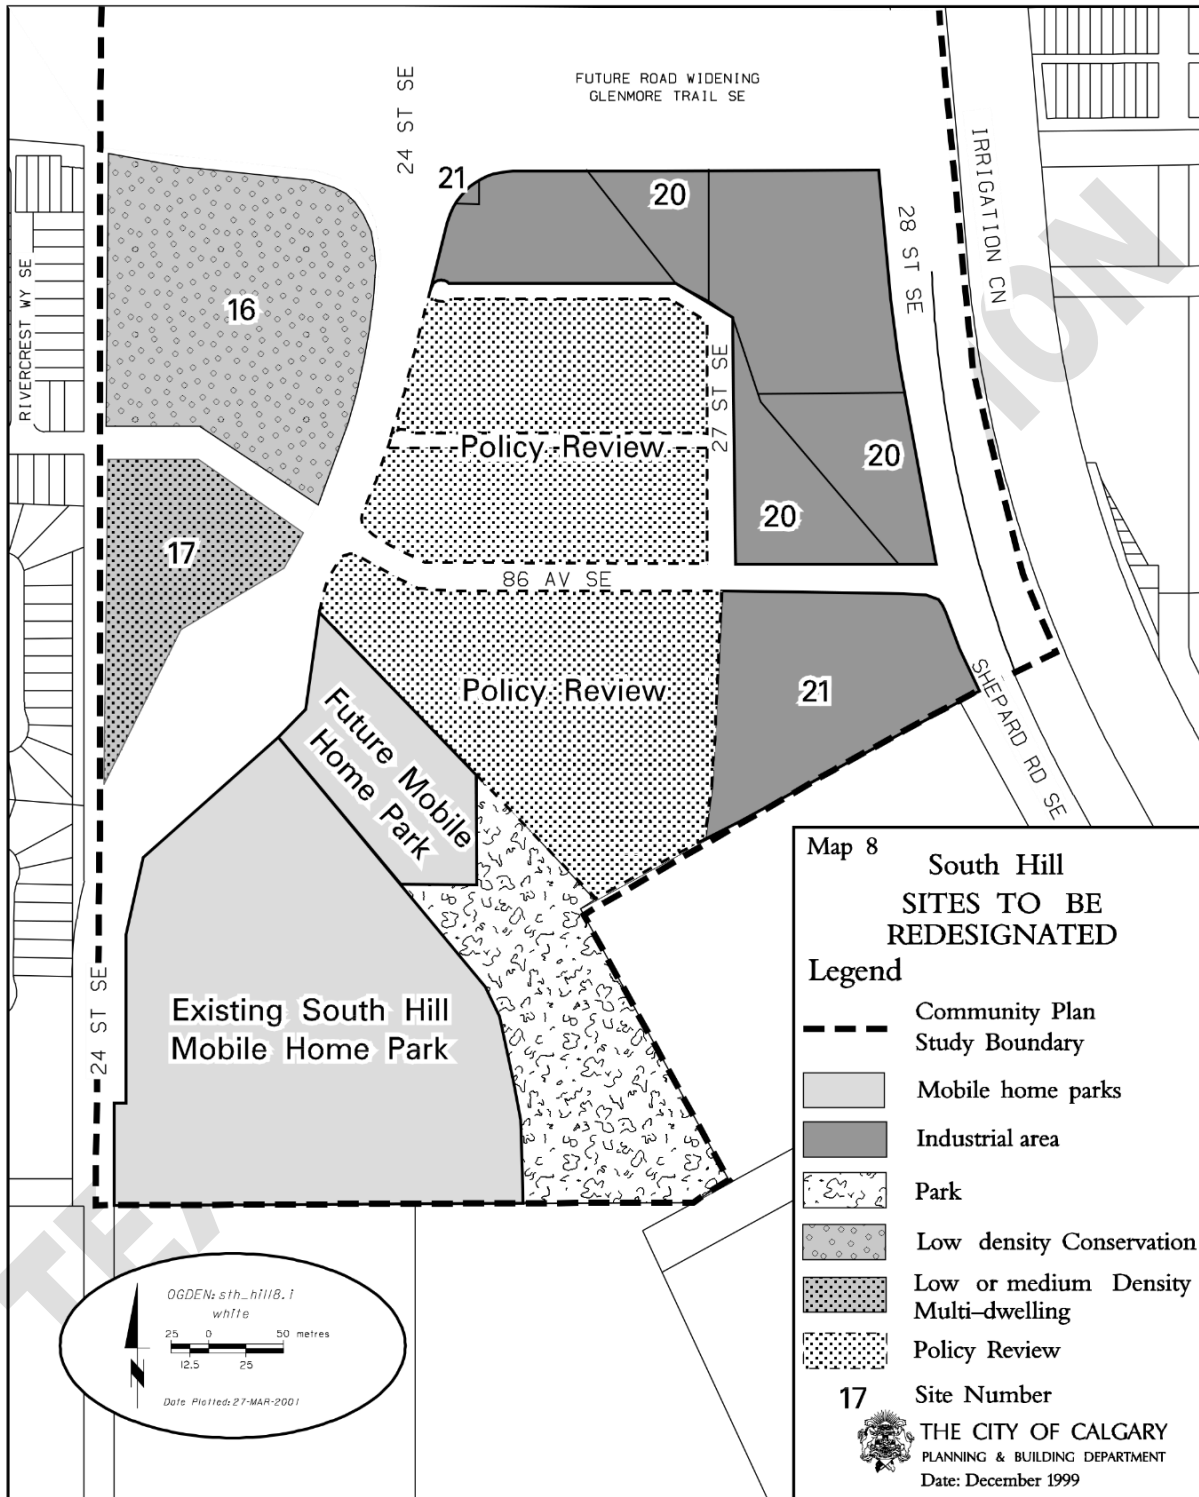 FUTURE ROAD WIDENING
GLENMORE TRAIL SE
24 ST SE
IRRIGATION CN
21
20
28 ST SE
RIVERCREST WY SE
16
27 ST SE
Policy Review
20
20
17
86 AV SE
Policy Review
21
SHEPARD RD SE
Future Mobile
Home Park
24 ST SE
Existing South Hill
Mobile Home Park
Map 8
South Hill
SITES TO BE
REDESIGNATED
Legend
Community Plan
Study Boundary
Mobile home parks
Industrial area
Park
Low density Conservation
Low or medium Density
Multi-dwelling
Policy Review
17 Site Number
THE CITY OF CALGARY
PLANNING & BUILDING DEPARTMENT
Date: December 1999
OGDEN: sth_hill8.i
white
25 0 50 metres
12.5 25
N
Date Plotted: 27-MAR-2001
TE
ION